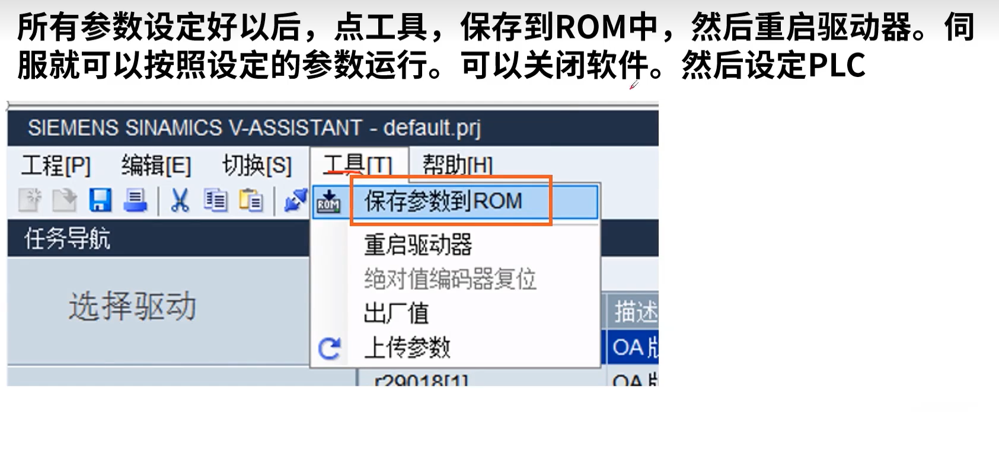 所有参数设定好以后，点工具，保存到ROM中，然后重启驱动器。伺
服就可以按照设定的参数运行。可以关闭软件。然后设定PLC
SIEMENS SINAMICS V-ASSISTANT - default.prj
工程[P] 编辑[E] 切换[S] 工具[T] 帮助[H]
ROM 保存参数到ROM
任务导航
重启驱动器
绝对值编码器复位
选择驱动
出厂值
描述
上传参数
OA 版
r29018[1]
OA 版